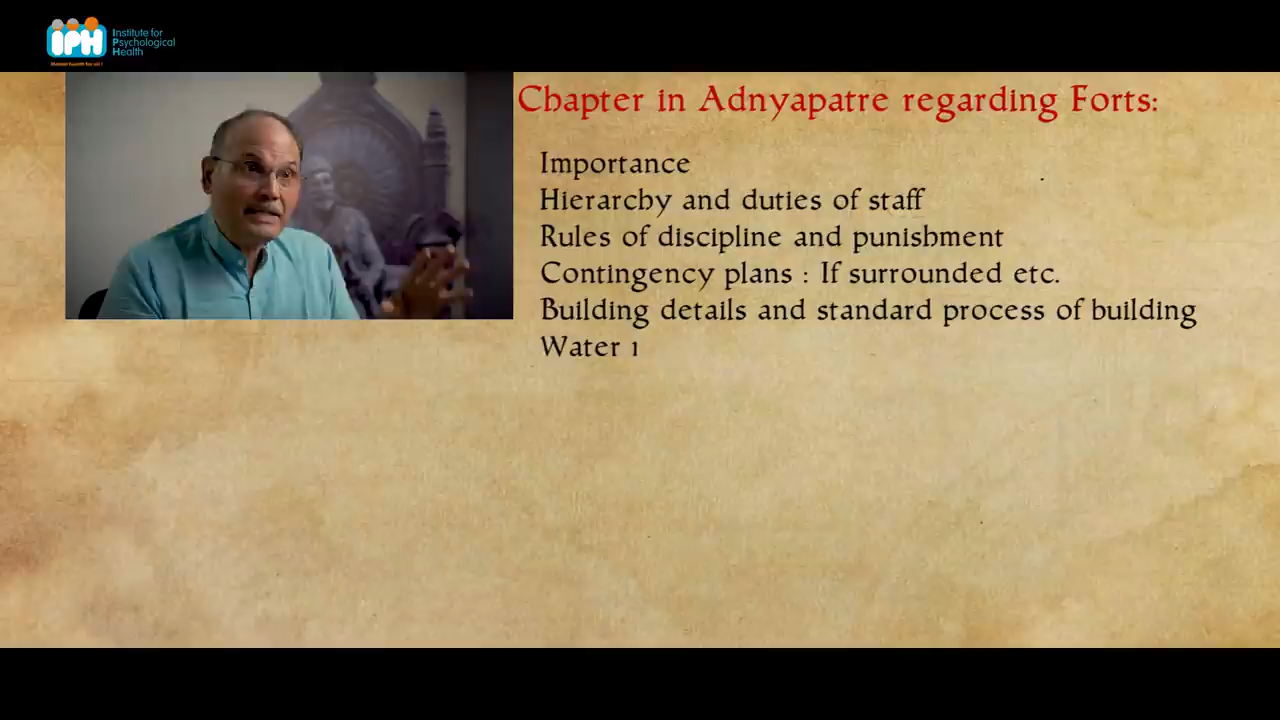 IPH
Institute for
Psychological
Health
Chapter in Adnyapatre regarding Forts:
Importance
Hierarchy and duties of staff
Rules of discipline and punishment
Contingency plans : If surrounded etc.
Building details and standard process of building
Water ı